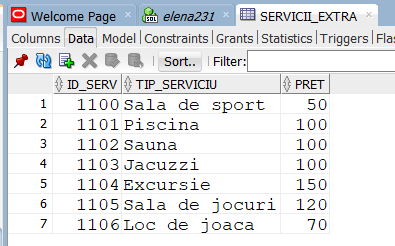 Welcome Page elena231 SERVICII_EXTRA
Columns Data Model Constraints Grants Statistics Triggers Flas
Sort.. Filter:
ID_SERV TIP_SERVICIU PRET
1 1100 Sala de sport 50
2 1101 Piscina 100
3 1102 Sauna 100
4 1103 Jacuzzi 100
5 1104 Excursie 150
6 1105 Sala de jocuri 120
7 1106 Loc de joaca 70